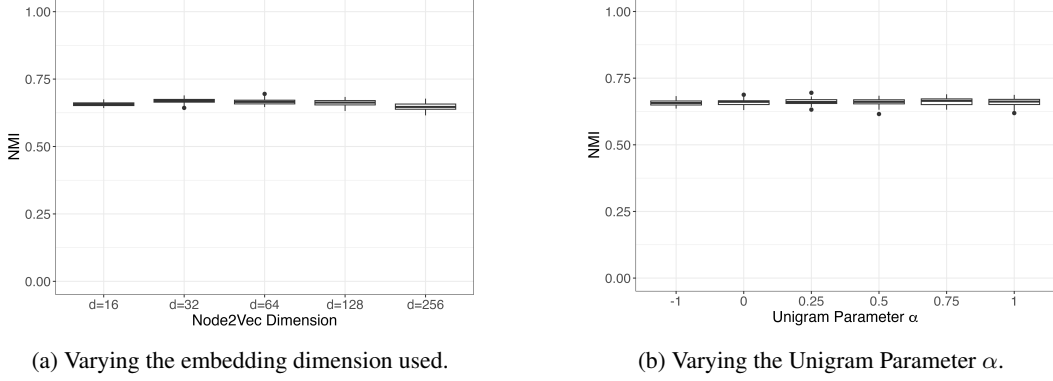 1.00
0.75
0.50
0.25
0.00
NMI
d=16 d=32 d=64 d=128 d=256
Node2Vec Dimension
(a) Varying the embedding dimension used.
1.00
0.75
0.50
0.25
0.00
NMI
-1 0 0.25 0.5 0.75 1
Unigram Parameter α
(b) Varying the Unigram Parameter α.